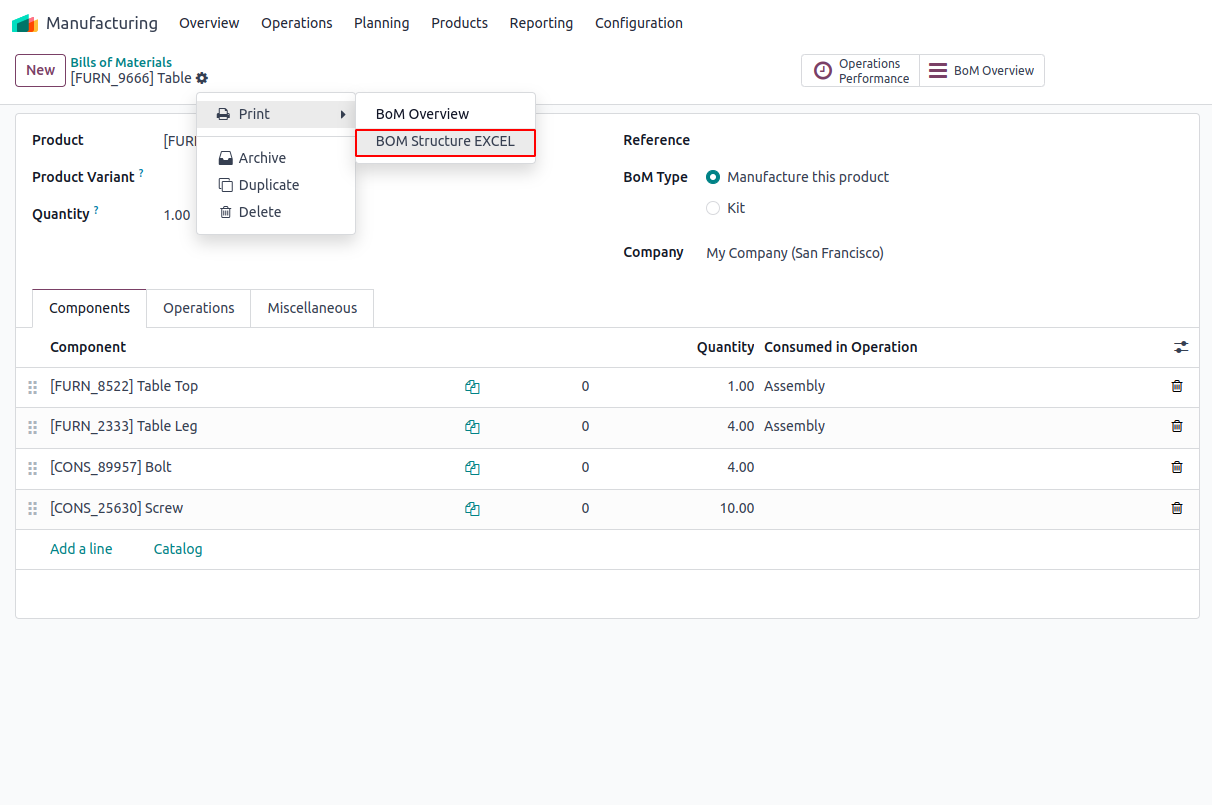 Manufacturing Overview Operations Planning Products Reporting Configuration
New
Bills of Materials
[FURN_9666] Table
Operations
Performance
BoM Overview
Print
BoM Overview
BOM Structure EXCEL
Archive
Duplicate
Delete
Product [FURN
Product Variant ?
Quantity ? 1.00
Reference
BoM Type Manufacture this product
Kit
Company My Company (San Francisco)
Components Operations Miscellaneous
Component Quantity Consumed in Operation
[FURN_8522] Table Top 0 1.00 Assembly
[FURN_2333] Table Leg 0 4.00 Assembly
[CONS_89957] Bolt 0 4.00
[CONS_25630] Screw 0 10.00
Add a line Catalog